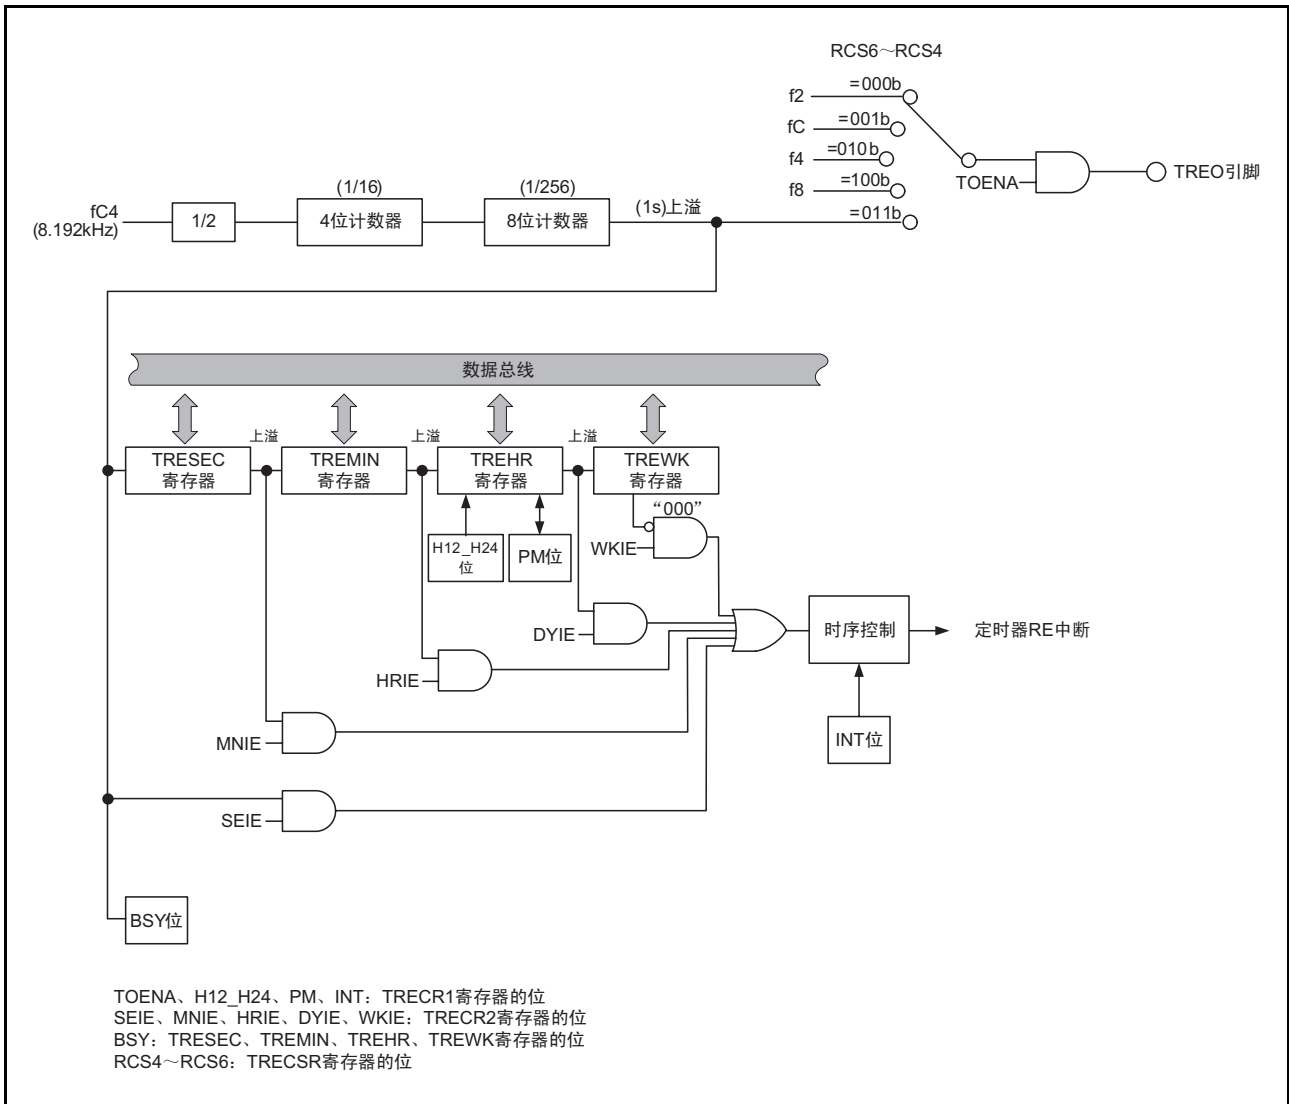 RCS6～RCS4
f2
=000b
fC
=001b
f4
=010b
f8
=100b
=011b
TOENA
TREO引脚
fC4
(8.192kHz)
1/2
(1/16)
4位计数器
(1/256)
8位计数器
(1s)上溢
数据总线
TRESEC
寄存器
上溢
TREMIN
寄存器
上溢
TREHR
寄存器
上溢
TREWK
寄存器
“000”
H12_H24
位
PM位
WKIE
DYIE
HRIE
MNIE
SEIE
时序控制
定时器RE中断
INT位
BSY位
TOENA、H12_H24、PM、INT：TRECR1寄存器的位
SEIE、MNIE、HRIE、DYIE、WKIE：TRECR2寄存器的位
BSY：TRESEC、TREMIN、TREHR、TREWK寄存器的位
RCS4～RCS6：TRECSR寄存器的位